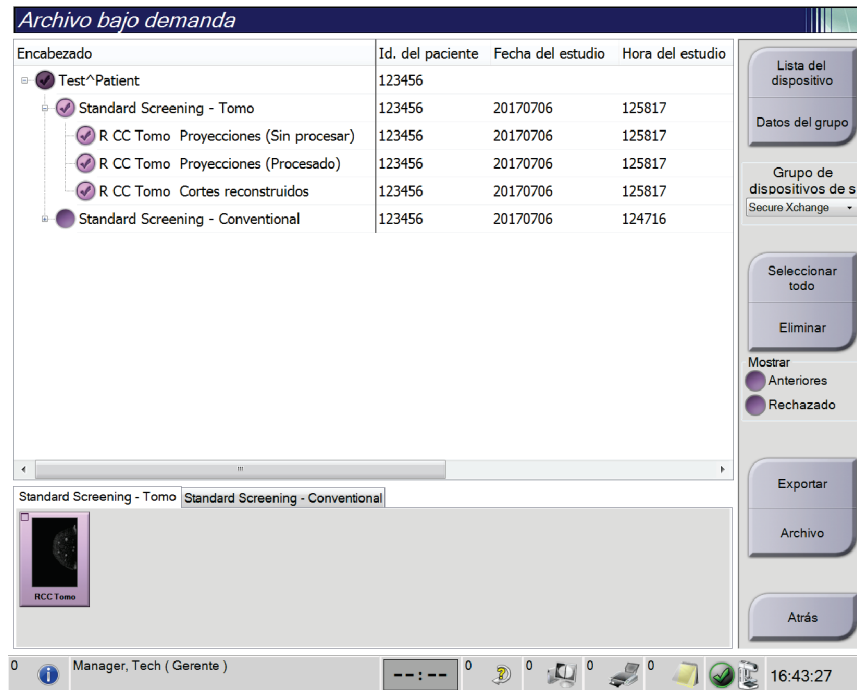 Archivo bajo demanda
Encabezado Id. del paciente Fecha del estudio Hora del estudio
Test^Patient 123456
Standard Screening - Tomo 123456 20170706 125817
R CC Tomo Proyecciones (Sin procesar) 123456 20170706 125817
R CC Tomo Proyecciones (Procesado) 123456 20170706 125817
R CC Tomo Cortes reconstruidos 123456 20170706 125817
Standard Screening - Conventional 123456 20170706 124716
Lista del
dispositivo
Datos del grupo
Grupo de
dispositivos de s
Secure Xchange
Seleccionar
todo
Eliminar
Mostrar
Anteriores
Rechazado
Exportar
Archivo
Atrás
Standard Screening - Tomo Standard Screening - Conventional
RCC Tomo
0 Manager, Tech ( Gerente ) --:-- 0 0 0 0 16:43:27